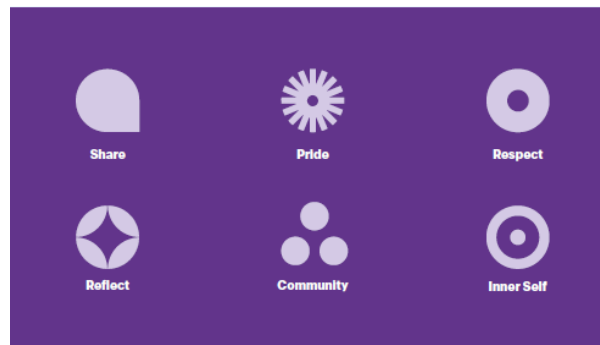 Share
Pride
Respect
Reflect
Community
Inner Self